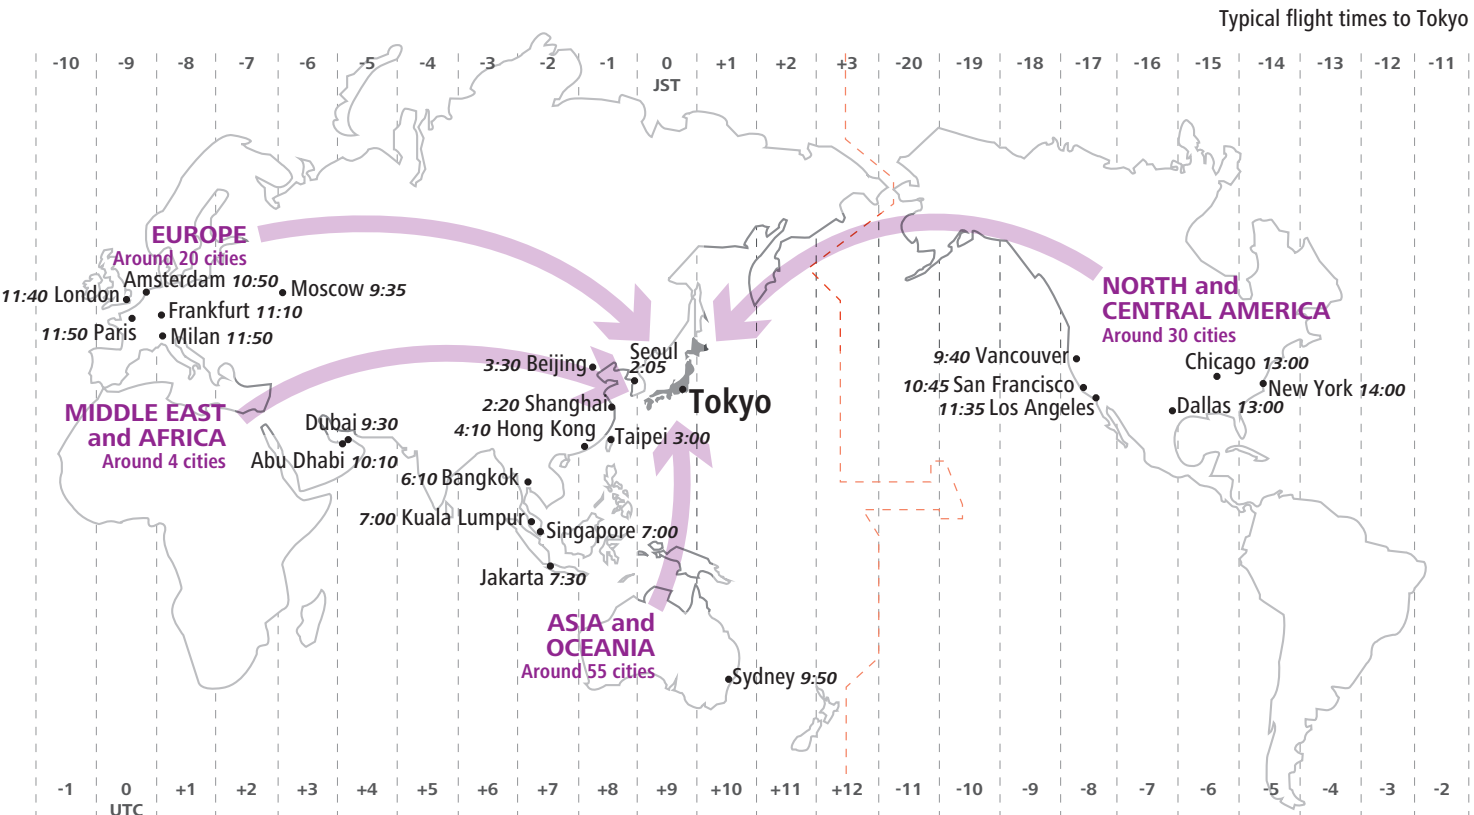 Typical flight times to Tokyo
-10 -9 -8 -7 -6 -5 -4 -3 -2 -1 0 +1 +2 +3 -20 -19 -18 -17 -16 -15 -14 -13 -12 -11
JST
EUROPE
Around 20 cities
Amsterdam 10:50
Moscow 9:35
11:40 London
Frankfurt 11:10
11:50 Paris
Milan 11:50
NORTH and
CENTRAL AMERICA
Around 30 cities
9:40 Vancouver
Chicago 13:00
10:45 San Francisco
New York 14:00
11:35 Los Angeles
Dallas 13:00
Seoul
2:05
3:30 Beijing
Tokyo
2:20 Shanghai
4:10 Hong Kong
Taipei 3:00
MIDDLE EAST
and AFRICA
Around 4 cities
Dubai 9:30
Abu Dhabi 10:10
6:10 Bangkok
7:00 Kuala Lumpur
Singapore 7:00
Jakarta 7:30
ASIA and
OCEANIA
Around 55 cities
Sydney 9:50
-1 0 +1 +2 +3 +4 +5 +6 +7 +8 +9 +10 +11 +12 -11 -10 -9 -8 -7 -6 -5 -4 -3 -2
UTC